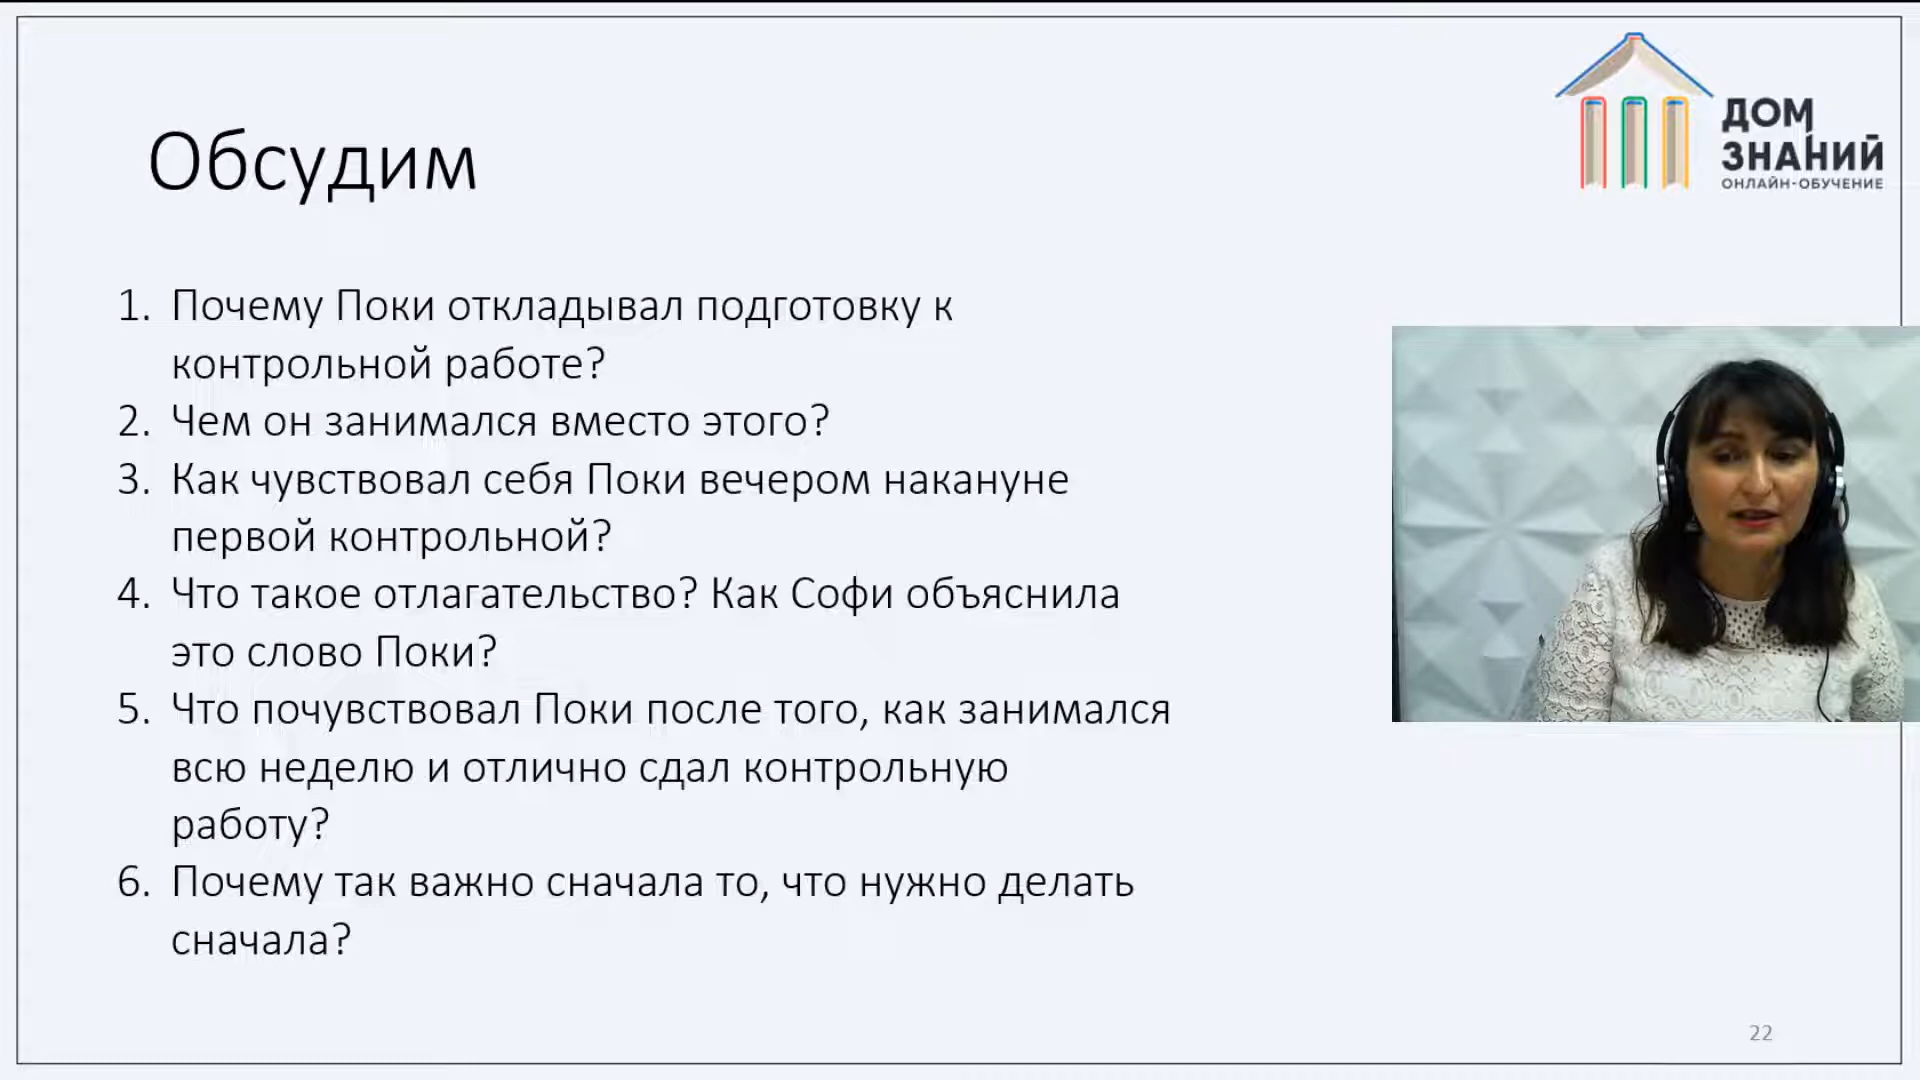 ДОМ
ЗНАНИЙ
ОНЛАЙН-ОБУЧЕНИЕ
Обсудим
1. Почему Поки откладывал подготовку к
контрольной работе?
2. Чем он занимался вместо этого?
3. Как чувствовал себя Поки вечером накануне
первой контрольной?
4. Что такое отлагательство? Как Софи объяснила
это слово Поки?
5. Что почувствовал Поки после того, как занимался
всю неделю и отлично сдал контрольную
работу?
6. Почему так важно сначала то, что нужно делать
сначала?
22